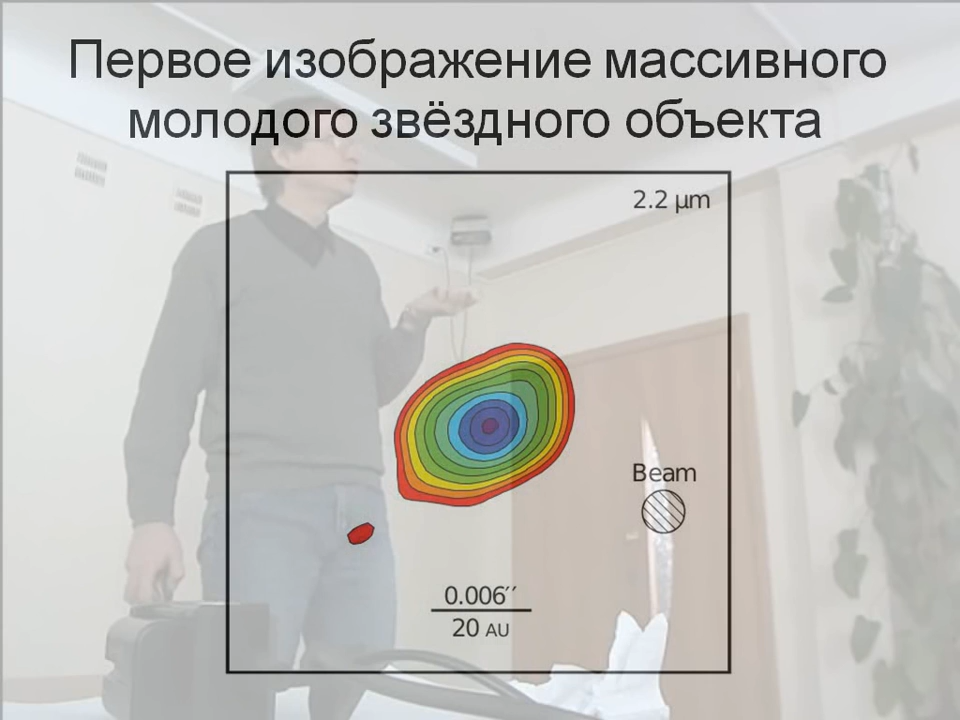 Первое изображение массивного
молодого звёздного объекта
2.2 µm
Beam
0.006′′
20 AU